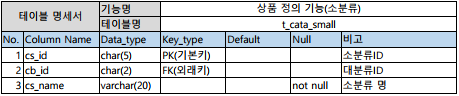 테이블 명세서 기능명 상품 정의 기능(소분류)
테이블명 t_cata_small
No. Column Name Data_type Key_type Default Null 비고
1 cs_id char(5) PK(기본키) 소분류ID
2 cb_id char(2) FK(외래키) 대분류ID
3 cs_name varchar(20) not null 소분류 명